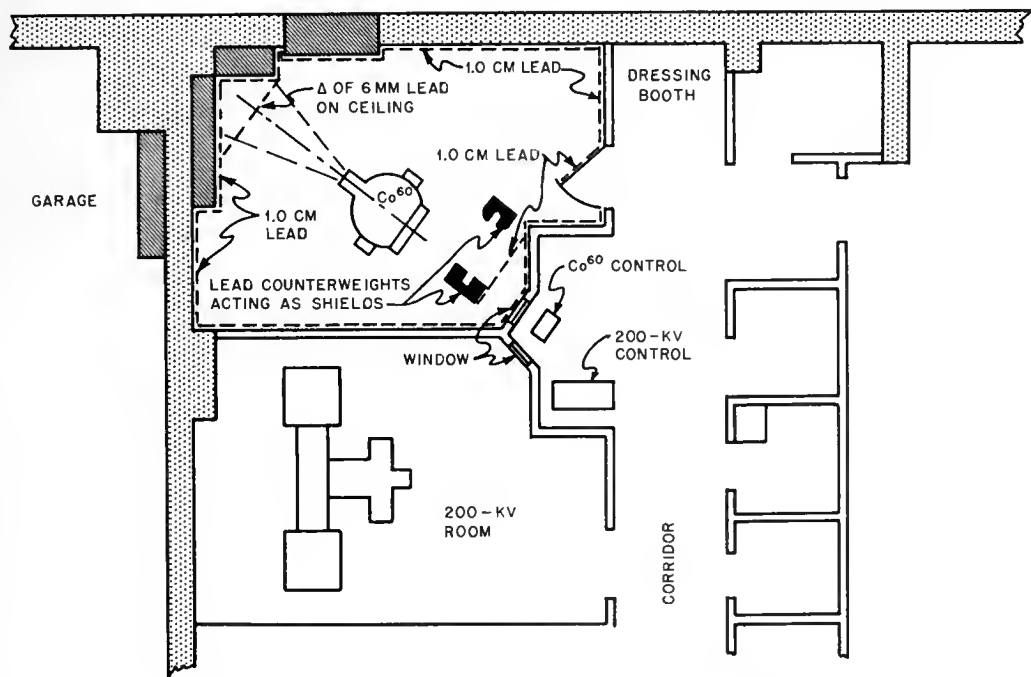 1.0 CM LEAD
DRESSING
BOOTH
Δ OF 6 MM LEAD
ON CEILING
1.0 CM LEAD
GARAGE
Co⁶⁰
1.0 CM
LEAD
LEAD COUNTERWEIGHTS
ACTING AS SHIELDS
Co⁶⁰ CONTROL
WINDOW
200-KV
CONTROL
200-KV
ROOM
CORRIDOR